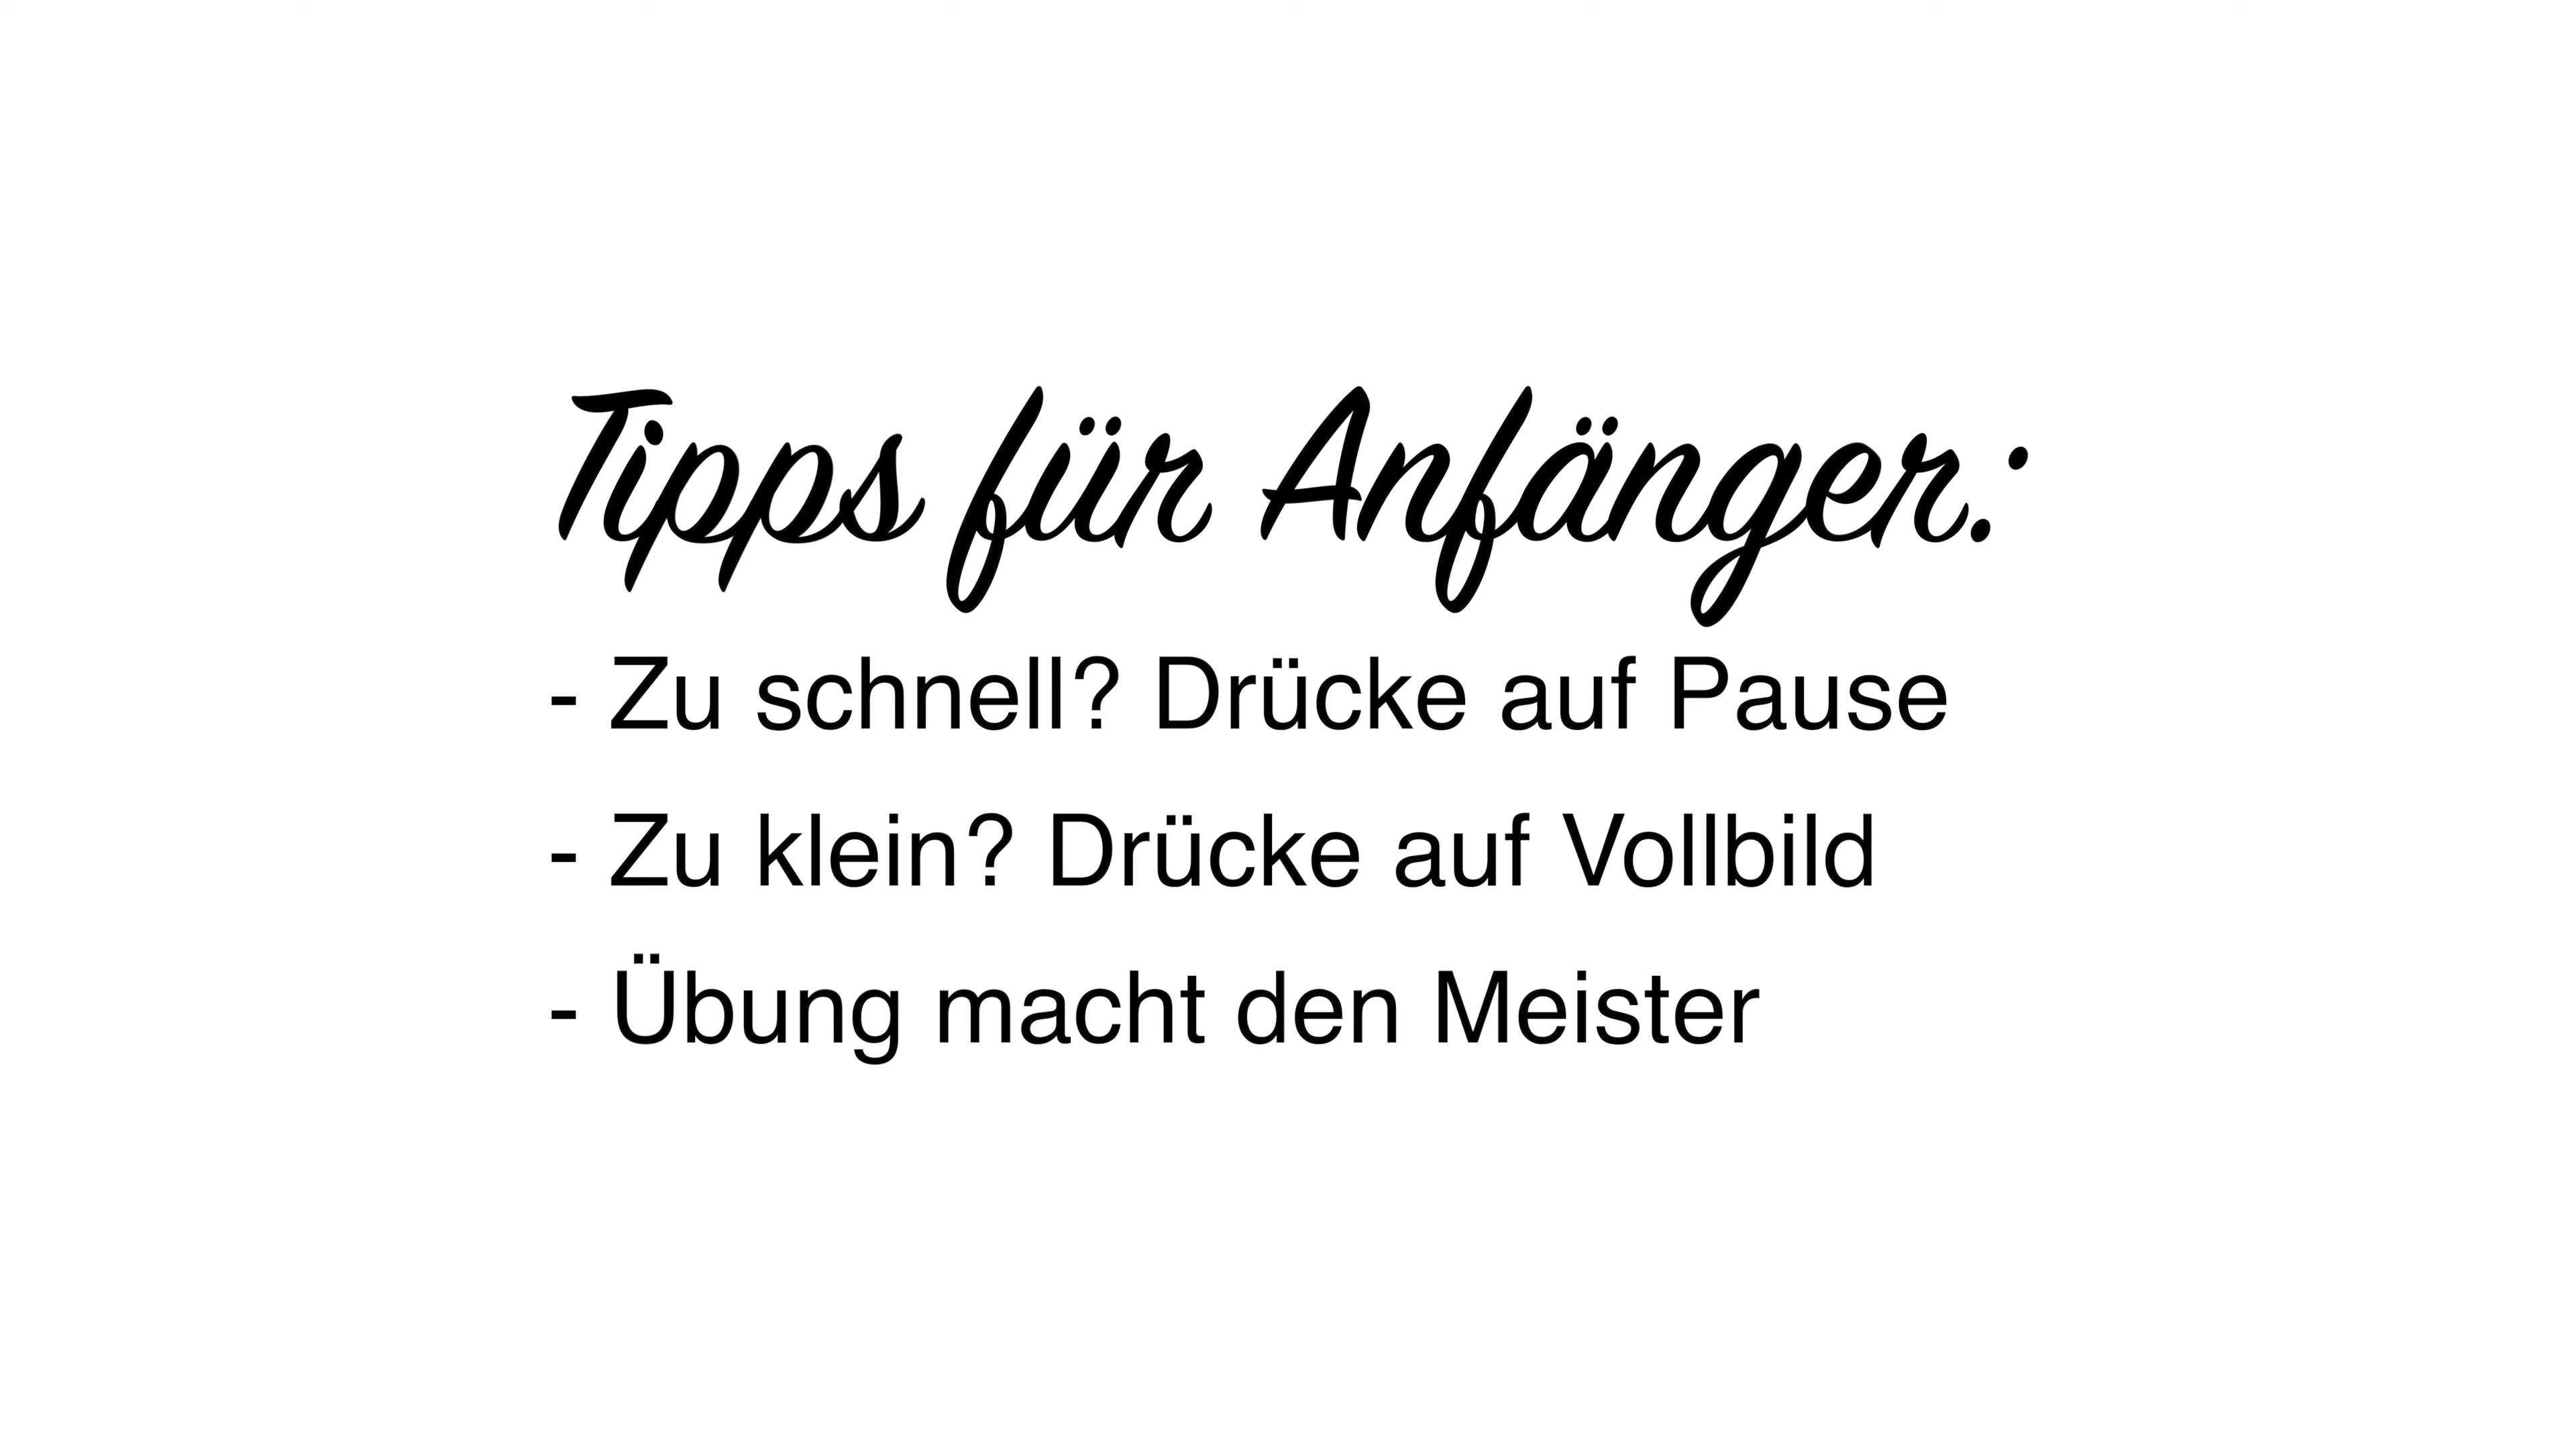 Tipps für Anfänger:
- Zu schnell? Drücke auf Pause
- Zu klein? Drücke auf Vollbild
- Übung macht den Meister